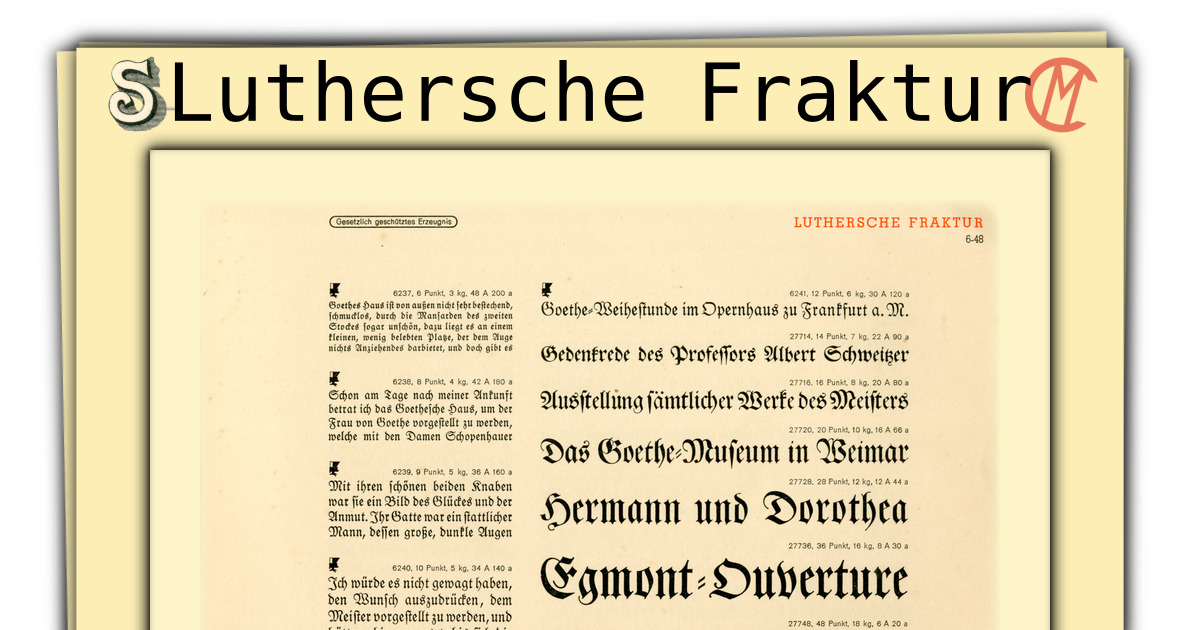 S Luthersche Fraktur CM
Gesetzlich geschütztes Erzeugnis
LUTHERSCHE FRAKTUR
6-48
6237, 6 Punkt, 3 kg, 48 A 200 a
Goethes Haus iſt von außen nicht ſehr beſtechend,
ſchmucklos, durch die Manſarden des zweiten
Stockes ſogar unſchön, dazu liegt es an einem
kleinen, wenig belebten Platze, der dem Auge
nichts Anziehendes darbietet, und doch gibt es
6238, 8 Punkt, 4 kg, 42 A 180 a
Schon am Tage nach meiner Ankunft
betrat ich das Goetheſche Haus, um der
Frau von Goethe vorgeſtellt zu werden,
welche mit den Damen Schopenhauer
6239, 9 Punkt, 5 kg, 36 A 160 a
Mit ihren ſchönen beiden Knaben
war ſie ein Bild des Glückes und der
Anmut. Ihr Gatte war ein ſtattlicher
Mann, deſſen große, dunkle Augen
6240, 10 Punkt, 5 kg, 34 A 140 a
Ich würde es nicht gewagt haben,
den Wunſch auszudrücken, dem
Meiſter vorgeſtellt zu werden, und
6241, 12 Punkt, 6 kg, 30 A 120 a
Goethe-Weiheſtunde im Opernhaus zu Frankfurt a. M.
27714, 14 Punkt, 7 kg, 22 A 90 a
Gedenkrede des Profeſſors Albert Schweitzer
27716, 16 Punkt, 8 kg, 20 A 80 a
Ausſtellung ſämtlicher Werke des Meiſters
27720, 20 Punkt, 10 kg, 16 A 66 a
Das Goethe-Muſeum in Weimar
27728, 28 Punkt, 12 kg, 12 A 44 a
Hermann und Dorothea
27736, 36 Punkt, 16 kg, 8 A 30 a
Egmont-Ouverture
27748, 48 Punkt, 18 kg, 6 A 20 a